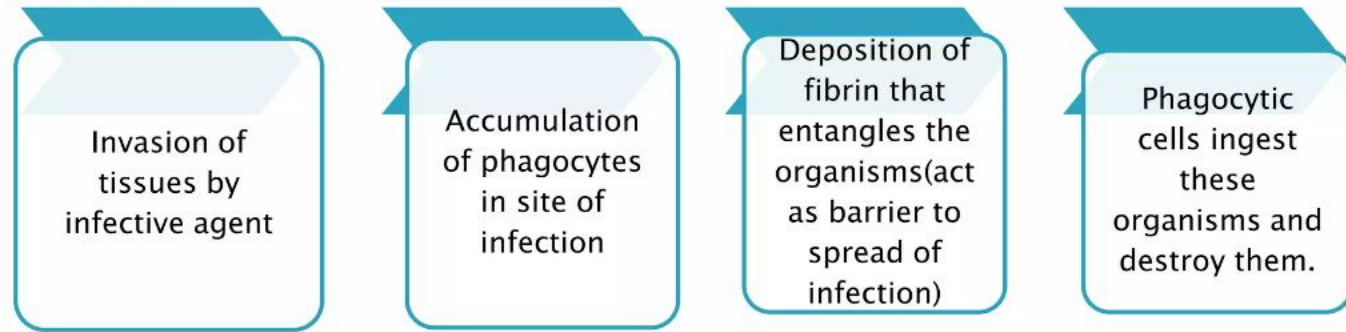 Invasion of
tissues by
infective agent
Accumulation
of phagocytes
in site of
infection
Deposition of
fibrin that
entangles the
organisms(act
as barrier to
spread of
infection)
Phagocytic
cells ingest
these
organisms and
destroy them.